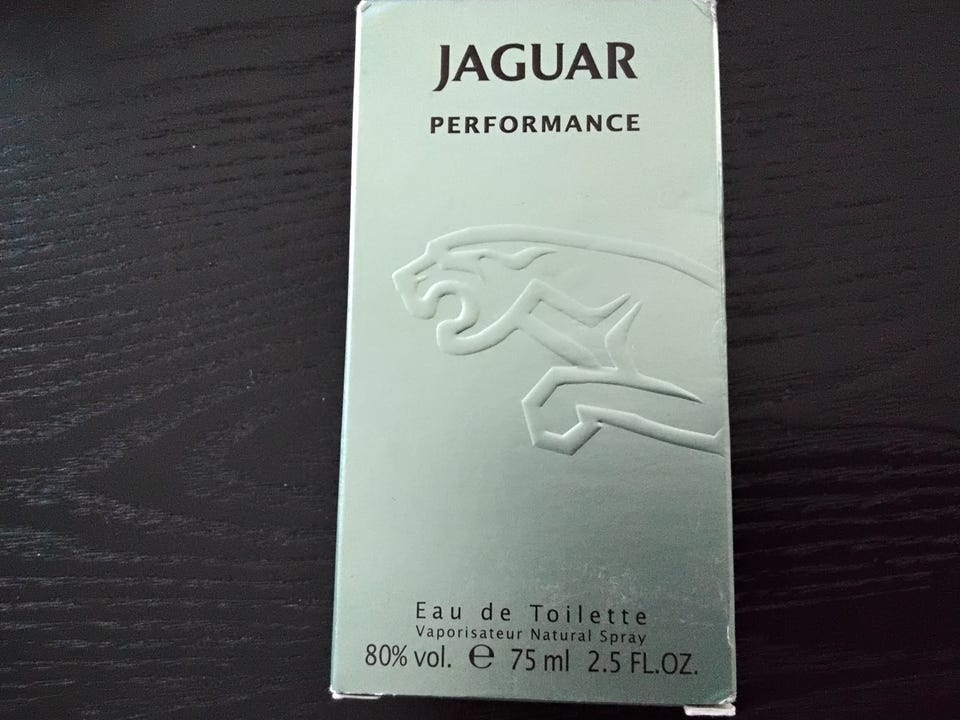 JAGUAR
PERFORMANCE
Eau de Toilette
Vaporisateur Natural Spray
80% vol. ℮ 75 ml 2.5 FL.OZ.